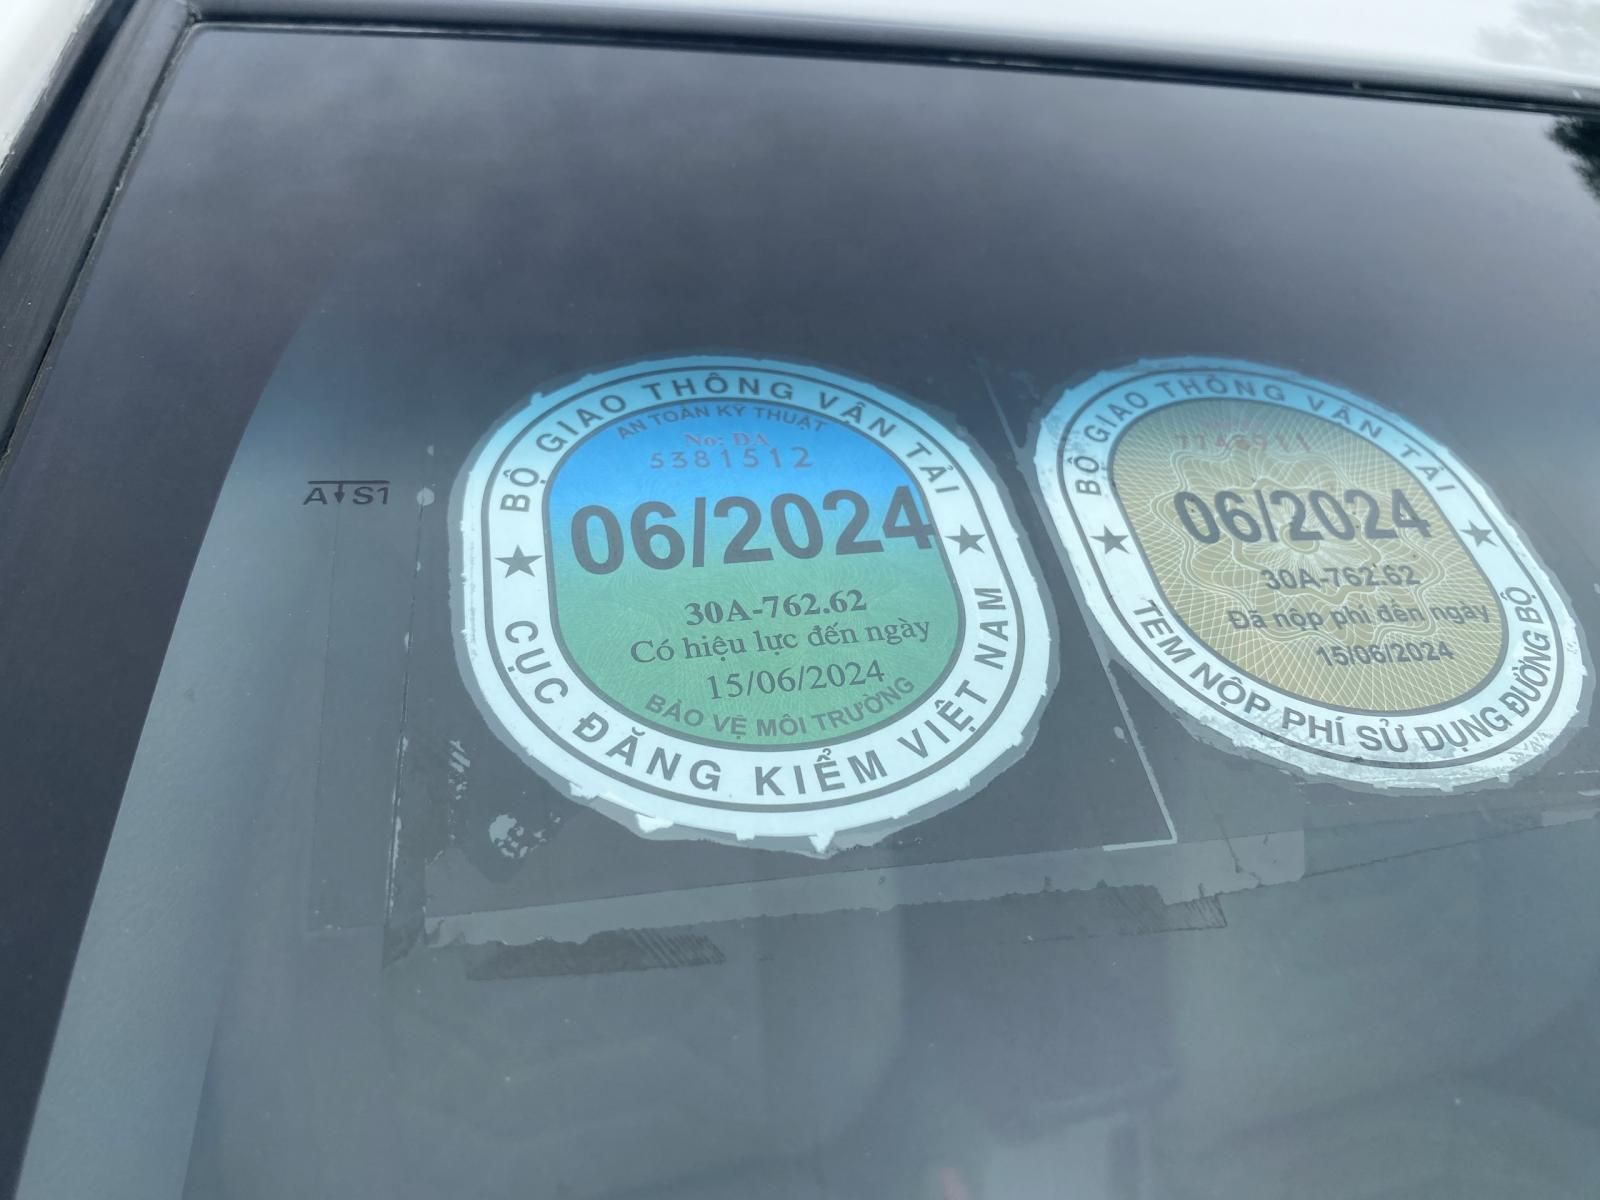 AS1
BỘ GIAO THÔNG VẬN TẢI
AN TOÀN KỸ THUẬT
No: DA
5381512
06/2024
30A-762.62
Có hiệu lực đến ngày
15/06/2024
BẢO VỆ MÔI TRƯỜNG
CỤC ĐĂNG KIỂM VIỆT NAM
BỘ GIAO THÔNG VẬN TẢI
06/2024
30A-762.62
Đã nộp phí đến ngày
15/06/2024
TEM NỘP PHÍ SỬ DỤNG ĐƯỜNG BỘ